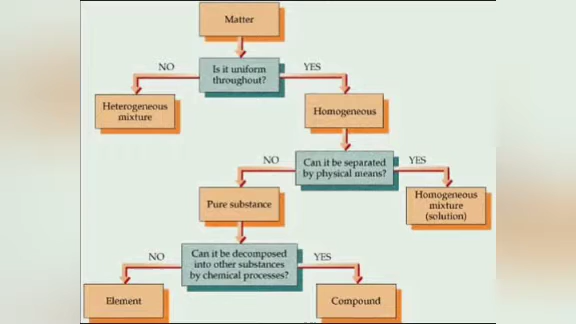 Matter
NO
Is it uniform
throughout?
YES
Heterogeneous
mixture
Homogeneous
NO
Can it be separated
by physical means?
YES
Pure substance
Homogeneous
mixture
(solution)
NO
Can it be decomposed
into other substances
by chemical processes?
YES
Element
Compound